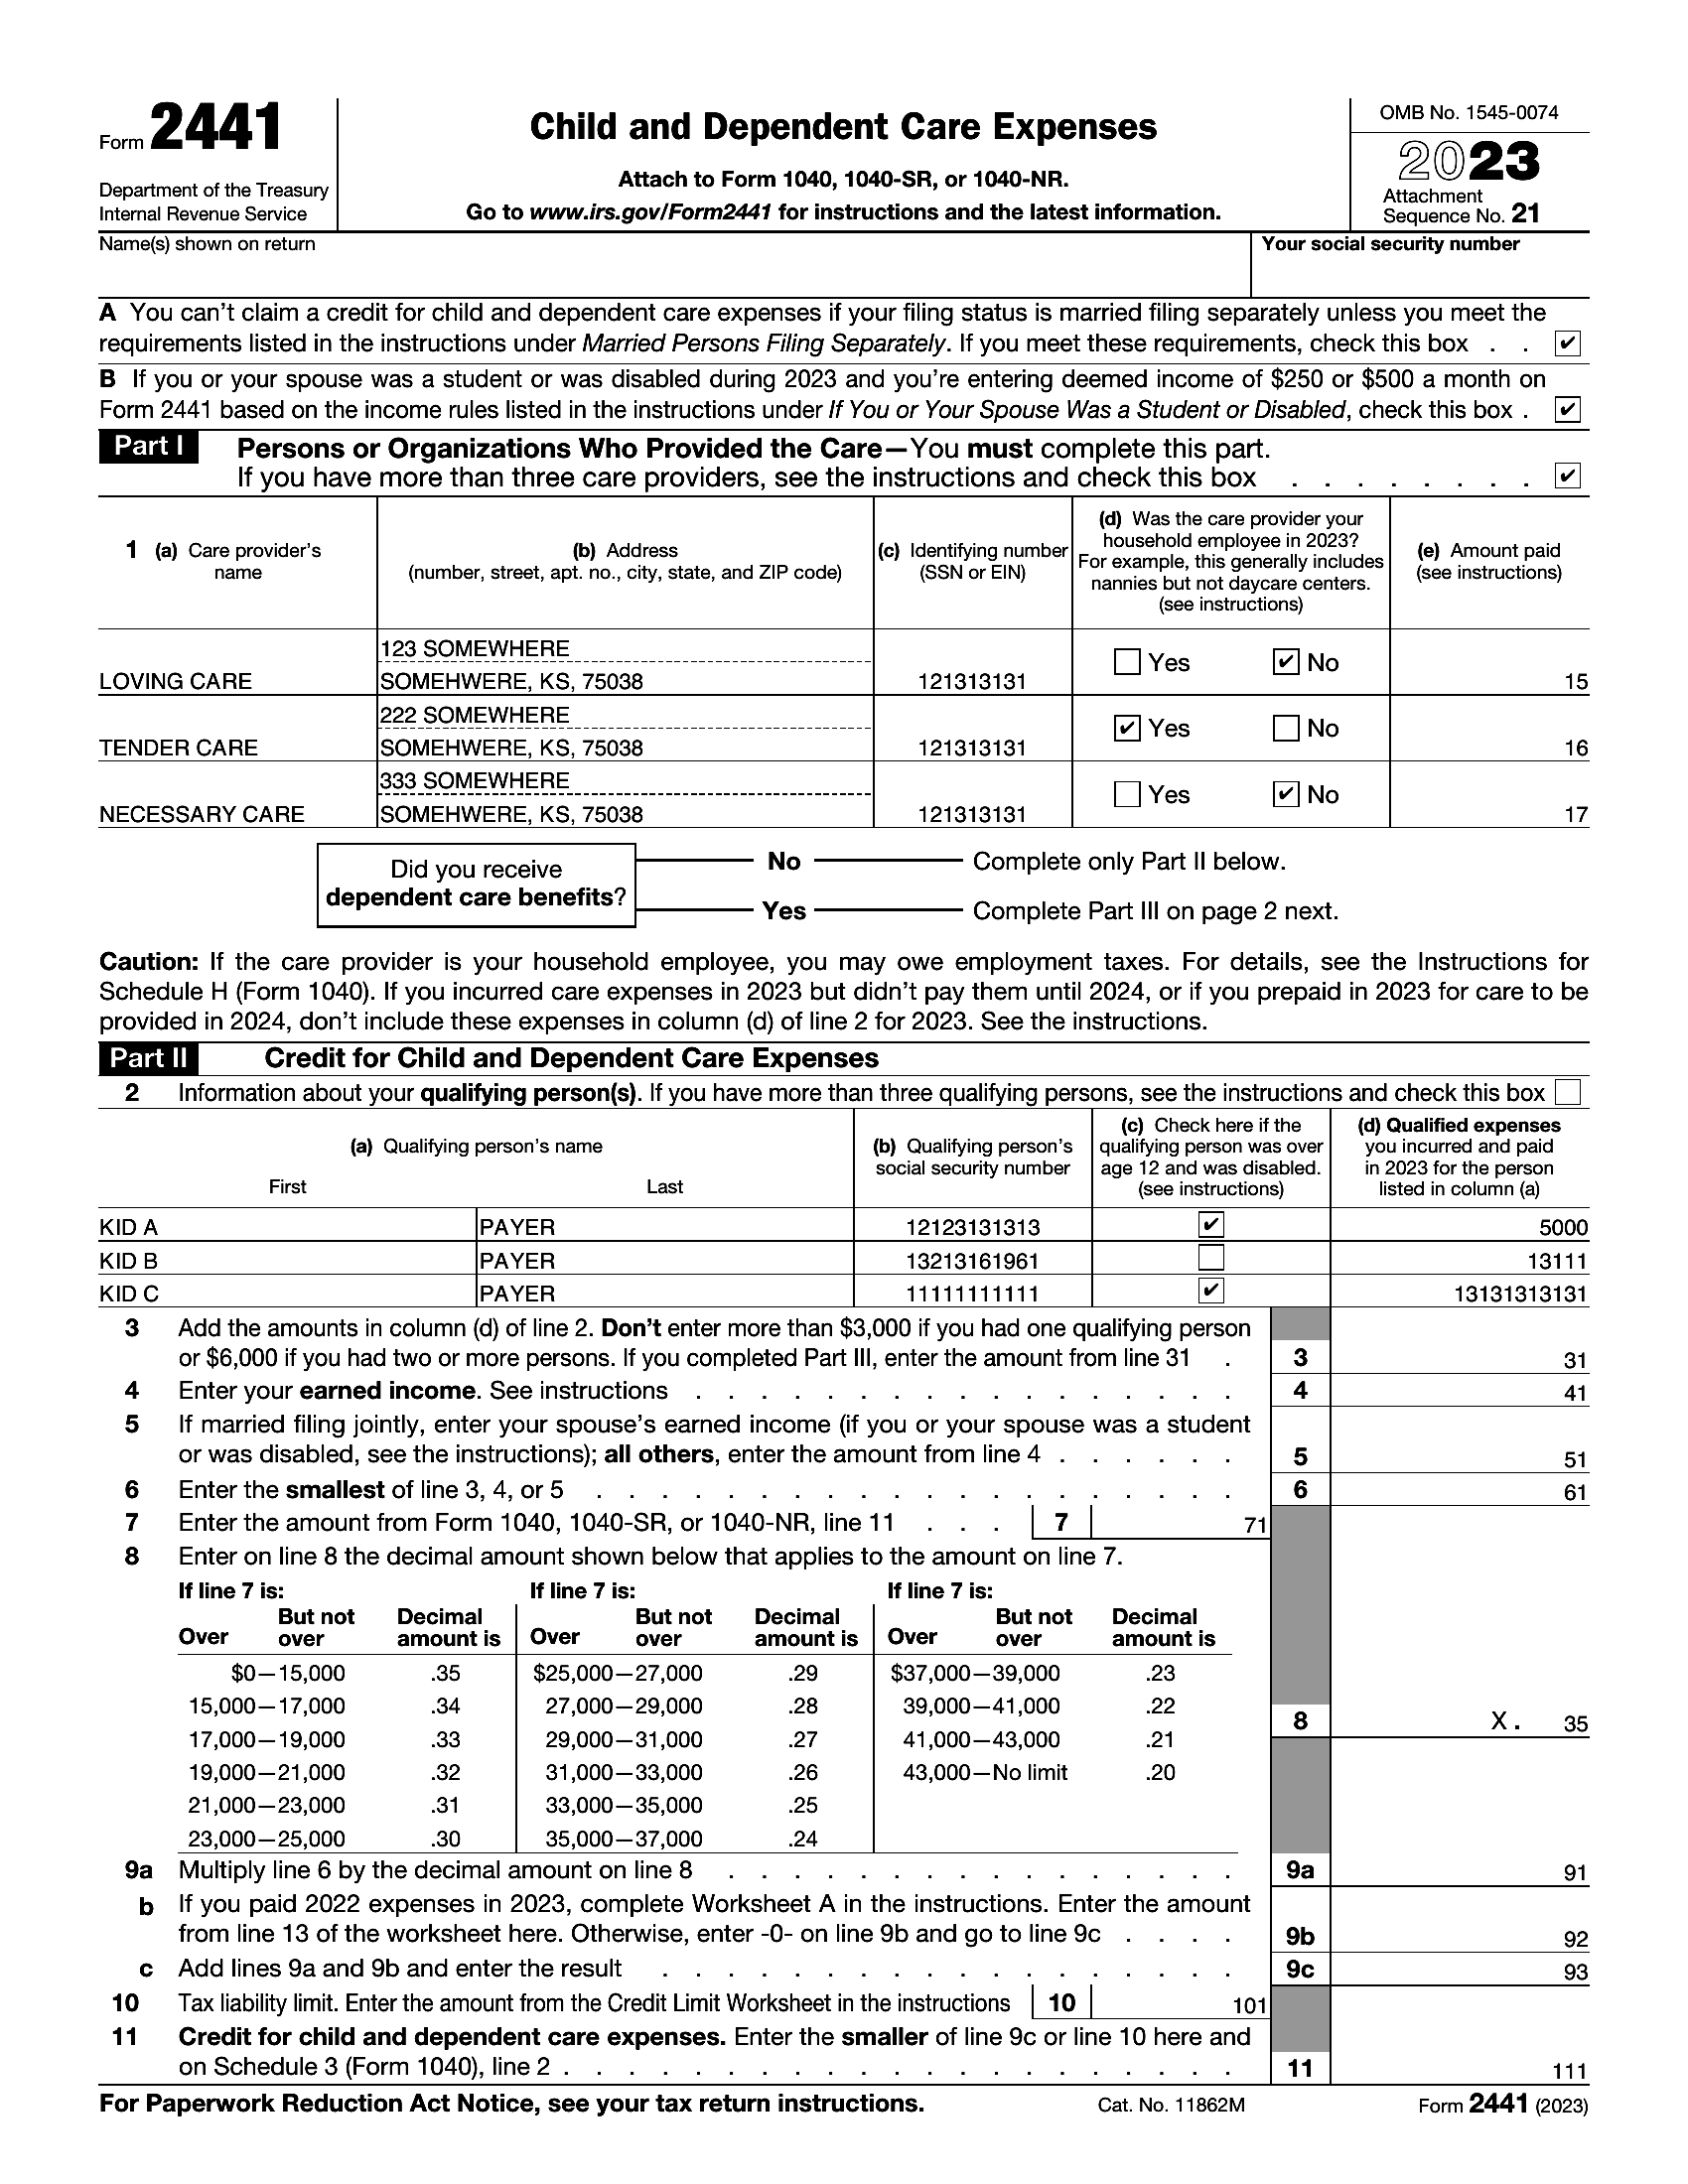 Form 2441
Department of the Treasury
Internal Revenue Service
Child and Dependent Care Expenses
Attach to Form 1040, 1040-SR, or 1040-NR.
Go to www.irs.gov/Form2441 for instructions and the latest information.
OMB No. 1545-0074
2023
Attachment
Sequence No. 21
Name(s) shown on return
Your social security number
A You can't claim a credit for child and dependent care expenses if your filing status is married filing separately unless you meet the
requirements listed in the instructions under Married Persons Filing Separately. If you meet these requirements, check this box . . ✔
B If you or your spouse was a student or was disabled during 2023 and you're entering deemed income of $250 or $500 a month on
Form 2441 based on the income rules listed in the instructions under If You or Your Spouse Was a Student or Disabled, check this box . ✔
Part I Persons or Organizations Who Provided the Care—You must complete this part.
If you have more than three care providers, see the instructions and check this box . . . . . . . . ✔
1 (a) Care provider's
name
(b) Address
(number, street, apt. no., city, state, and ZIP code)
(c) Identifying number
(SSN or EIN)
(d) Was the care provider your
household employee in 2023?
For example, this generally includes
nannies but not daycare centers.
(see instructions)
(e) Amount paid
(see instructions)
123 SOMEWHERE
LOVING CARE SOMEHWERE, KS, 75038 121313131 Yes ✔ No 15
222 SOMEWHERE
TENDER CARE SOMEHWERE, KS, 75038 121313131 ✔ Yes No 16
333 SOMEWHERE
NECESSARY CARE SOMEHWERE, KS, 75038 121313131 Yes ✔ No 17
Did you receive
dependent care benefits?
No Complete only Part II below.
Yes Complete Part III on page 2 next.
Caution: If the care provider is your household employee, you may owe employment taxes. For details, see the Instructions for
Schedule H (Form 1040). If you incurred care expenses in 2023 but didn't pay them until 2024, or if you prepaid in 2023 for care to be
provided in 2024, don't include these expenses in column (d) of line 2 for 2023. See the instructions.
Part II Credit for Child and Dependent Care Expenses
2 Information about your qualifying person(s). If you have more than three qualifying persons, see the instructions and check this box
(a) Qualifying person's name
First Last
(b) Qualifying person's
social security number
(c) Check here if the
qualifying person was over
age 12 and was disabled.
(see instructions)
(d) Qualified expenses
you incurred and paid
in 2023 for the person
listed in column (a)
KID A PAYER 12123131313 ✔ 5000
KID B PAYER 13213161961 13111
KID C PAYER 11111111111 ✔ 13131313131
3 Add the amounts in column (d) of line 2. Don't enter more than $3,000 if you had one qualifying person
or $6,000 if you had two or more persons. If you completed Part III, enter the amount from line 31 . 3 31
4 Enter your earned income. See instructions . . . . . . . . . . . . . . . . . 4 41
5 If married filing jointly, enter your spouse's earned income (if you or your spouse was a student
or was disabled, see the instructions); all others, enter the amount from line 4 . . . . . . 5 51
6 Enter the smallest of line 3, 4, or 5 . . . . . . . . . . . . . . . . . . . . 6 61
7 Enter the amount from Form 1040, 1040-SR, or 1040-NR, line 11 . . . 7 71
8 Enter on line 8 the decimal amount shown below that applies to the amount on line 7.
If line 7 is: If line 7 is: If line 7 is:
But not Decimal But not Decimal But not Decimal
Over over amount is Over over amount is Over over amount is
$0—15,000 .35 $25,000—27,000 .29 $37,000—39,000 .23
15,000—17,000 .34 27,000—29,000 .28 39,000—41,000 .22
17,000—19,000 .33 29,000—31,000 .27 41,000—43,000 .21
8 X . 35
19,000—21,000 .32 31,000—33,000 .26 43,000—No limit .20
21,000—23,000 .31 33,000—35,000 .25
23,000—25,000 .30 35,000—37,000 .24
9a Multiply line 6 by the decimal amount on line 8 . . . . . . . . . . . . . . . . 9a 91
b If you paid 2022 expenses in 2023, complete Worksheet A in the instructions. Enter the amount
from line 13 of the worksheet here. Otherwise, enter -0- on line 9b and go to line 9c . . . . 9b 92
c Add lines 9a and 9b and enter the result . . . . . . . . . . . . . . . . . . 9c 93
10 Tax liability limit. Enter the amount from the Credit Limit Worksheet in the instructions 10 101
11 Credit for child and dependent care expenses. Enter the smaller of line 9c or line 10 here and
on Schedule 3 (Form 1040), line 2 . . . . . . . . . . . . . . . . . . . . . 11 111
For Paperwork Reduction Act Notice, see your tax return instructions. Cat. No. 11862M Form 2441 (2023)